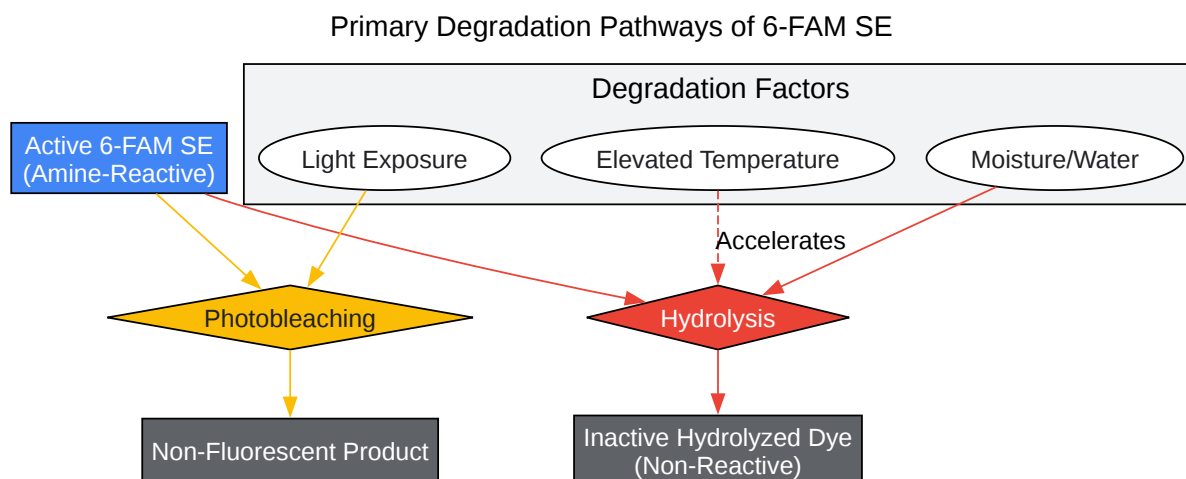 Primary Degradation Pathways of 6-FAM SE
Degradation Factors
Active 6-FAM SE
(Amine-Reactive)
Light Exposure
Elevated Temperature
Moisture/Water
Accelerates
Photobleaching
Hydrolysis
Non-Fluorescent Product
Inactive Hydrolyzed Dye
(Non-Reactive)